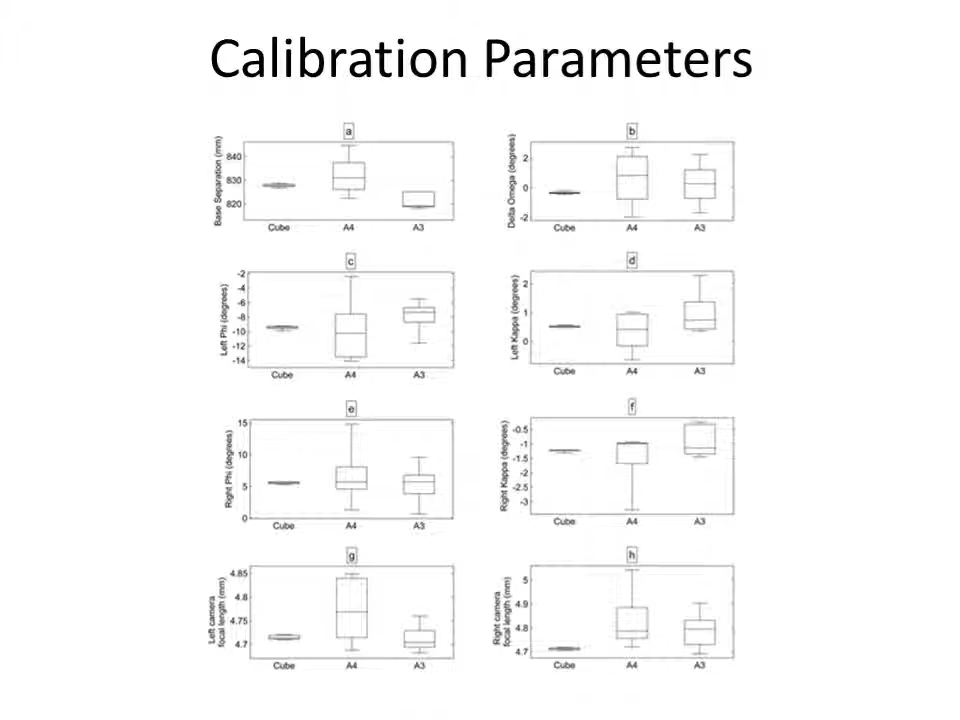 Calibration Parameters
a
Base Separation (mm)
840
830
820
Cube A4 A3
b
Delta Omega (degrees)
2
0
-2
Cube A4 A3
c
Left Phi (degrees)
-2
-4
-6
-8
-10
-12
-14
Cube A4 A3
d
Left Kappa (degrees)
2
1
0
Cube A4 A3
e
Right Phi (degrees)
15
10
5
0
Cube A4 A3
f
Right Kappa (degrees)
-0.5
-1
-1.5
-2
-2.5
-3
Cube A4 A3
g
Left camera
focal length (mm)
4.85
4.8
4.75
4.7
Cube A4 A3
h
Right camera
focal length (mm)
5
4.9
4.8
4.7
Cube A4 A3